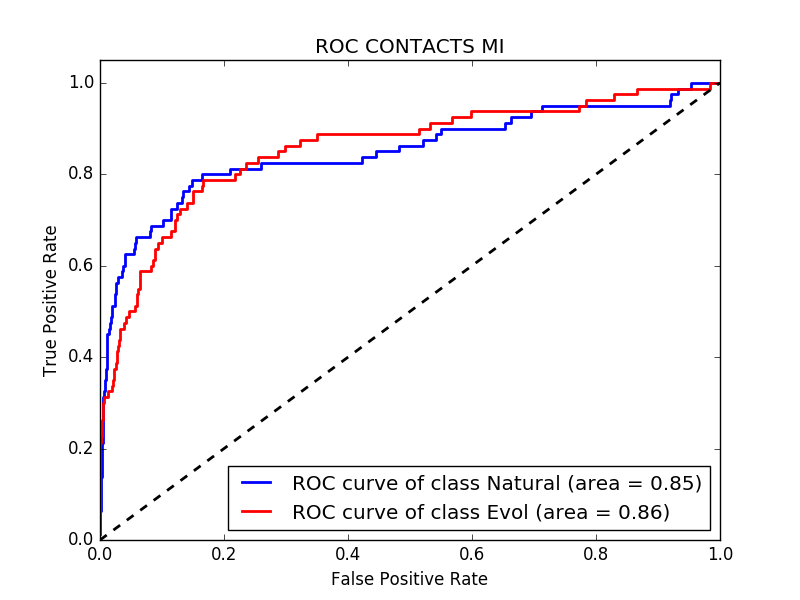 ROC CONTACTS MI
1.0
0.8
0.6
0.4
0.2
0.0
True Positive Rate
ROC curve of class Natural (area = 0.85)
ROC curve of class Evol (area = 0.86)
0.0 0.2 0.4 0.6 0.8 1.0
False Positive Rate